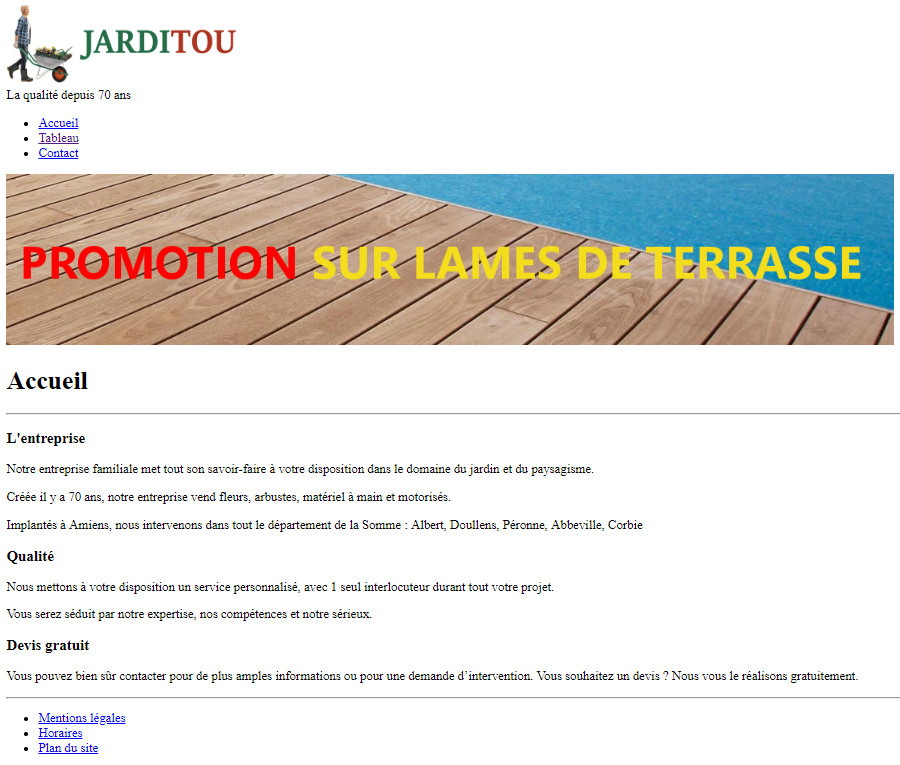 JARDITOU
La qualité depuis 70 ans
Accueil
Tableau
Contact
PROMOTION SUR LAMES DE TERRASSE
Accueil
L'entreprise
Notre entreprise familiale met tout son savoir-faire à votre disposition dans le domaine du jardin et du paysagisme.
Créée il y a 70 ans, notre entreprise vend fleurs, arbustes, matériel à main et motorisés.
Implantés à Amiens, nous intervenons dans tout le département de la Somme : Albert, Doullens, Péronne, Abbeville, Corbie
Qualité
Nous mettons à votre disposition un service personnalisé, avec 1 seul interlocuteur durant tout votre projet.
Vous serez séduit par notre expertise, nos compétences et notre sérieux.
Devis gratuit
Vous pouvez bien sûr contacter pour de plus amples informations ou pour une demande d’intervention. Vous souhaitez un devis ? Nous vous le réalisons gratuitement.
Mentions légales
Horaires
Plan du site